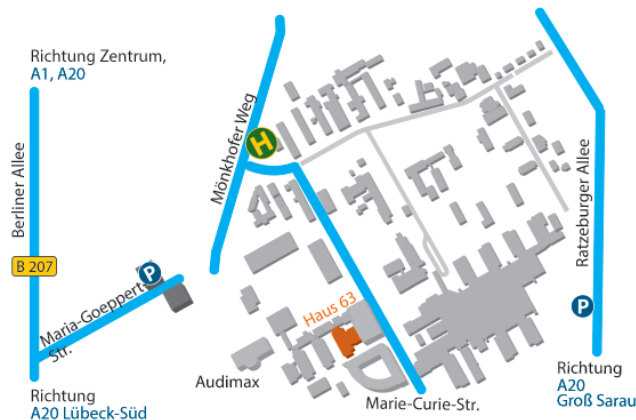 Richtung Zentrum,
A1, A20
Berliner Allee
B 207
Maria-Goeppert-
Str.
P
Richtung
A20 Lübeck-Süd
Mönkhofer Weg
H
Haus 63
Audimax
Marie-Curie-Str.
Ratzeburger Allee
P
Richtung
A20
Groß Sarau